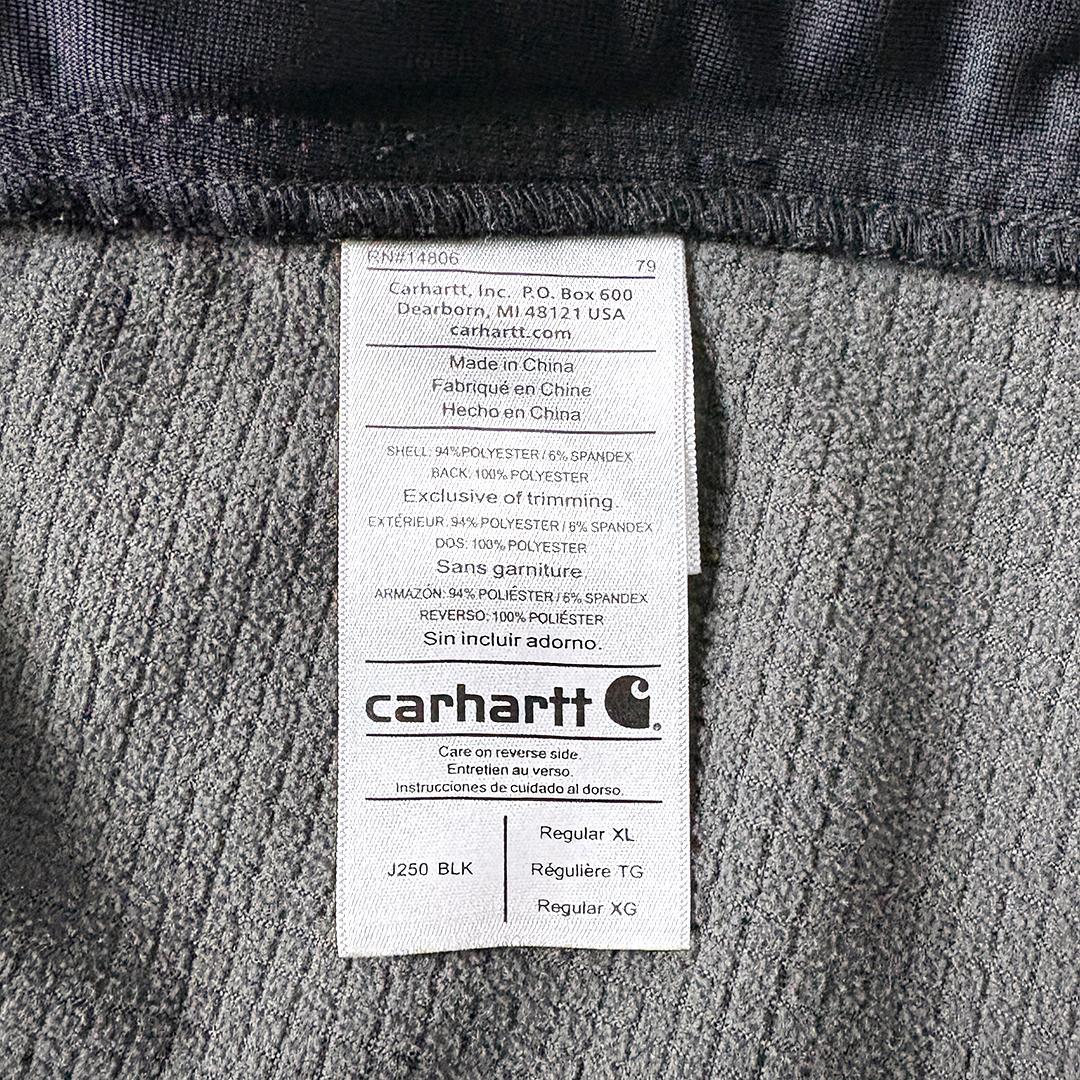 RN#14806 79
Carhartt, Inc. P.O. Box 600
Dearborn, MI 48121 USA
carhartt.com
Made in China
Fabriqué en Chine
Hecho en China
SHELL: 94%POLYESTER / 6% SPANDEX
BACK: 100% POLYESTER
Exclusive of trimming.
EXTÉRIEUR: 94% POLYESTER / 6% SPANDEX
DOS: 100% POLYESTER
Sans garniture
ARMAZÓN: 94% POLIÉSTER / 6% SPANDEX
REVERSO: 100% POLIÉSTER
Sin incluir adorno.
carhartt
Care on reverse side.
Entretien au verso.
Instrucciones de cuidado al dorso.
J250 BLK
Regular XL
Régulière TG
Regular XG